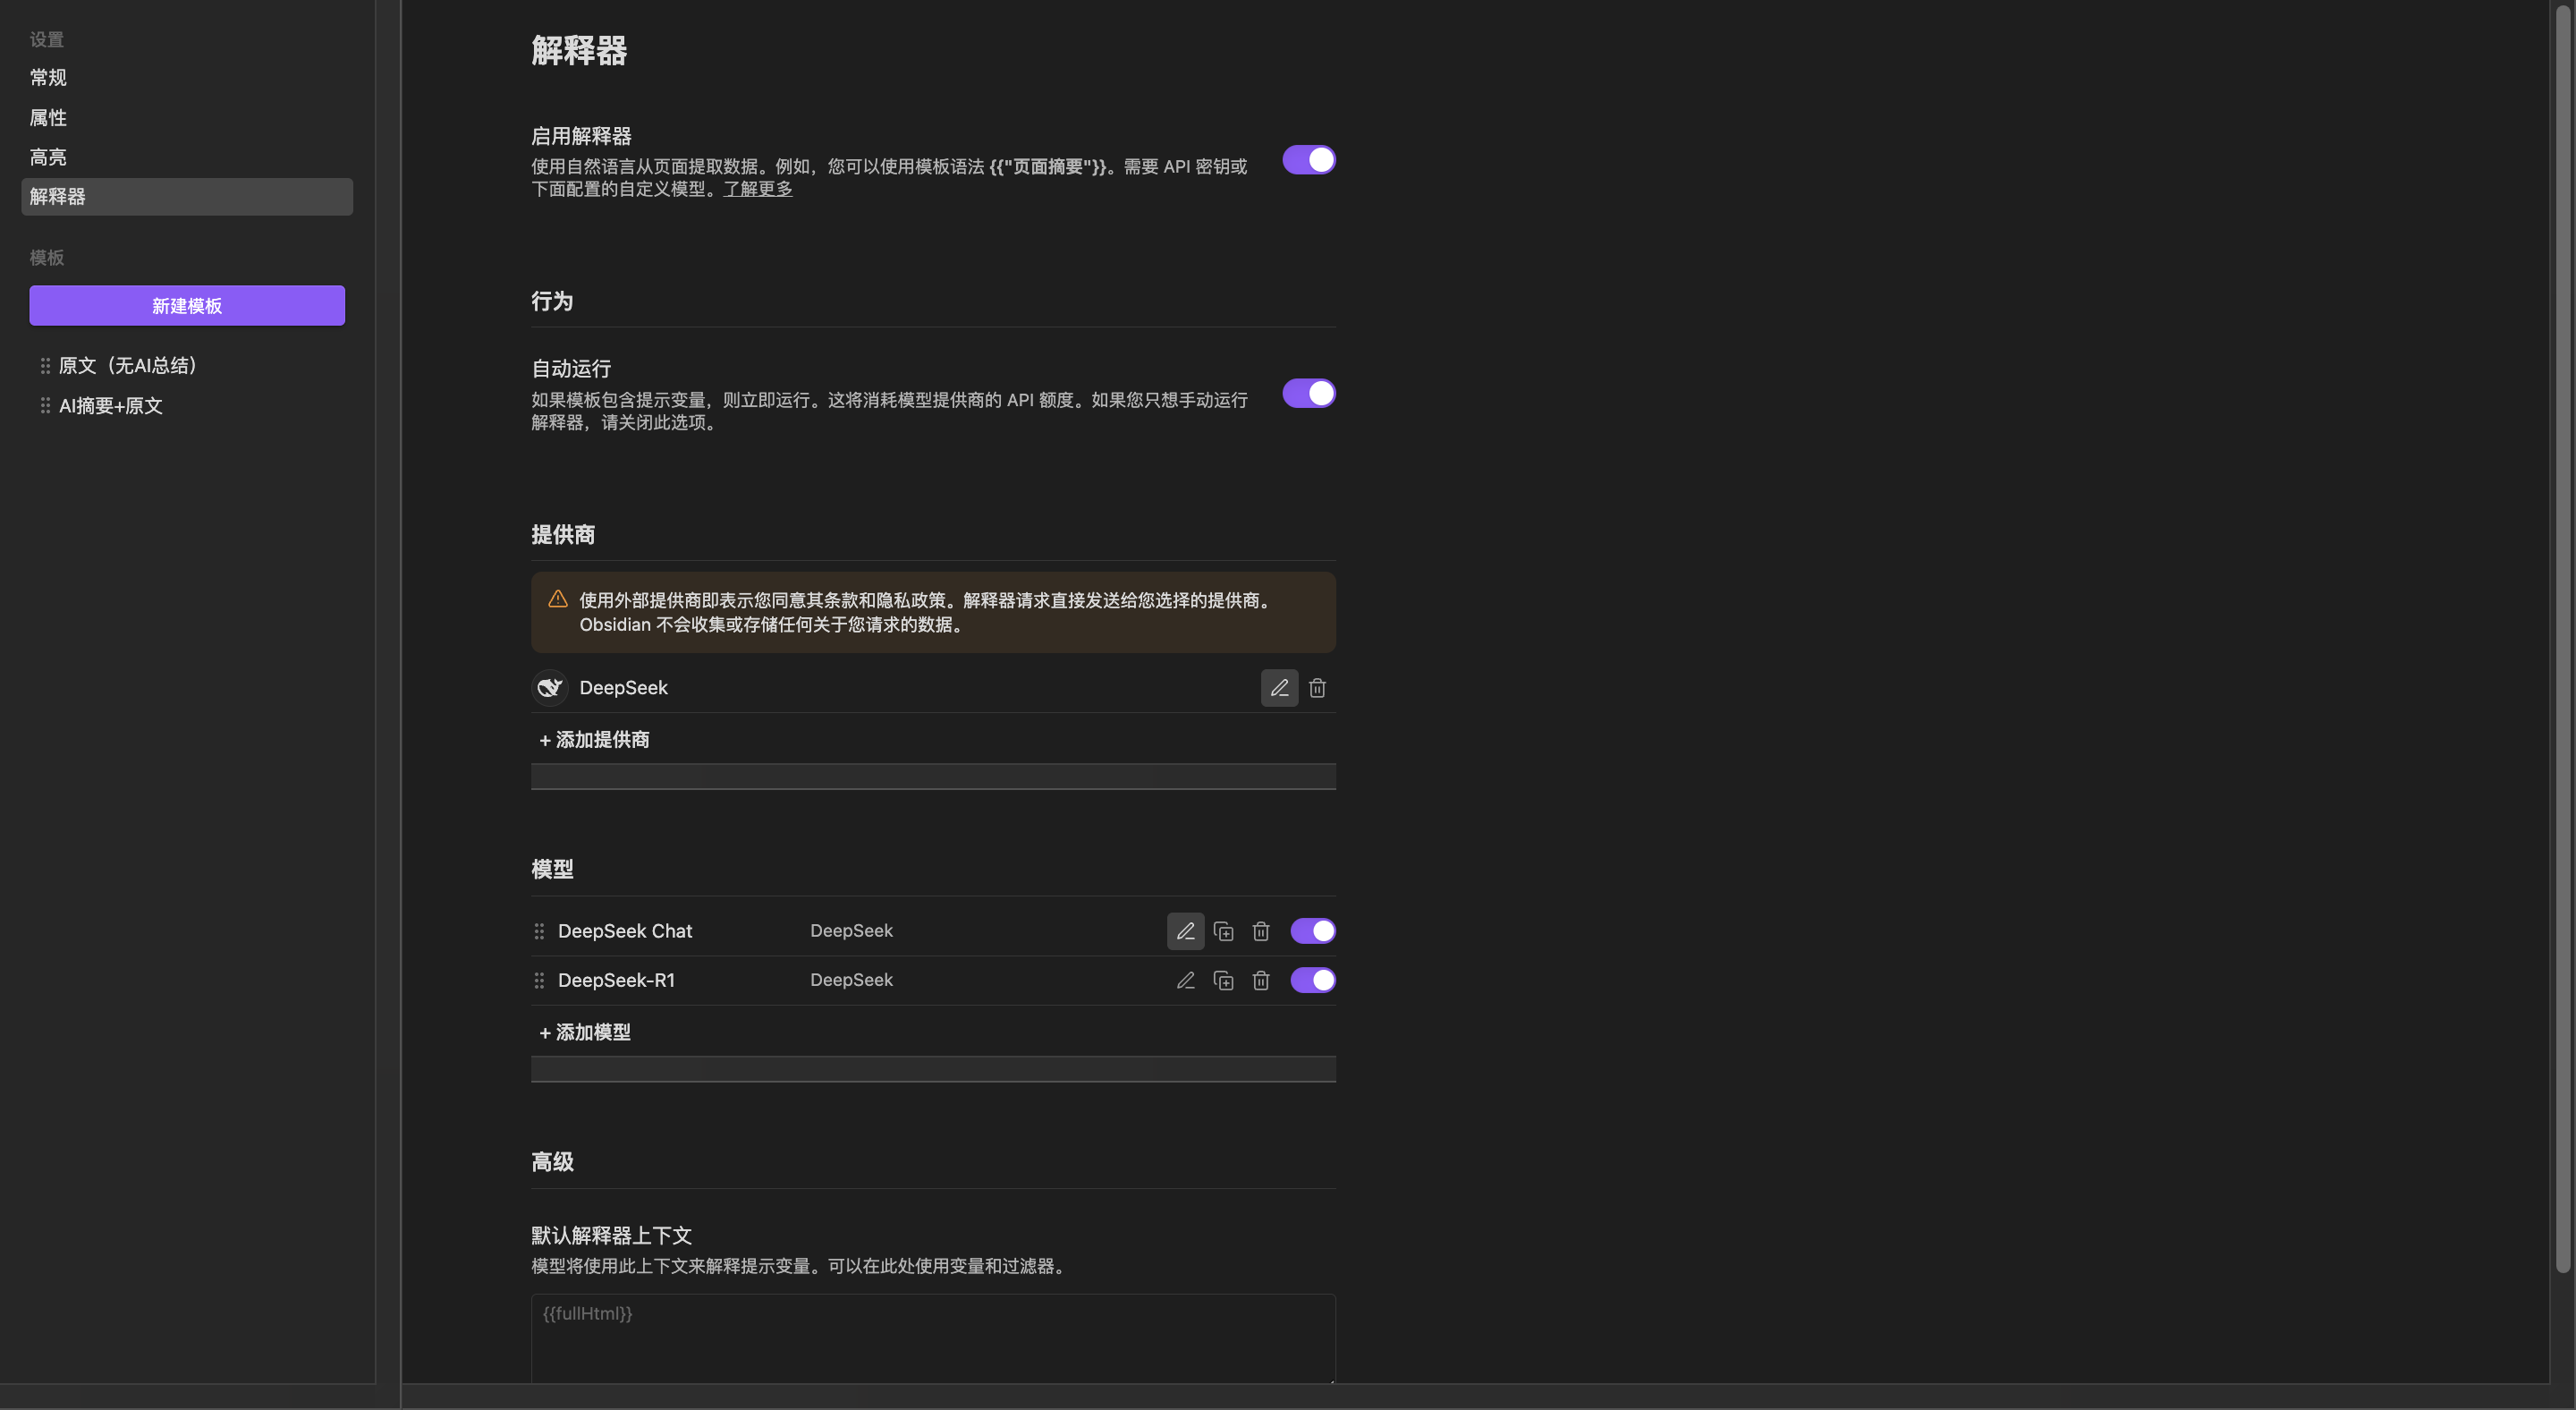 设置
常规
属性
高亮
解释器
模板
新建模板
原文（无AI总结）
AI摘要+原文
解释器
启用解释器
使用自然语言从页面提取数据。例如，您可以使用模板语法 {{"页面摘要"}}。需要 API 密钥或
下面配置的自定义模型。了解更多
行为
自动运行
如果模板包含提示变量，则立即运行。这将消耗模型提供商的 API 额度。如果您只想手动运行
解释器，请关闭此选项。
提供商
使用外部提供商即表示您同意其条款和隐私政策。解释器请求直接发送给您选择的提供商。
Obsidian 不会收集或存储任何关于您请求的数据。
DeepSeek
+ 添加提供商
模型
DeepSeek Chat DeepSeek
DeepSeek-R1 DeepSeek
+ 添加模型
高级
默认解释器上下文
模型将使用此上下文来解释提示变量。可以在此处使用变量和过滤器。
{{fullHtml}}